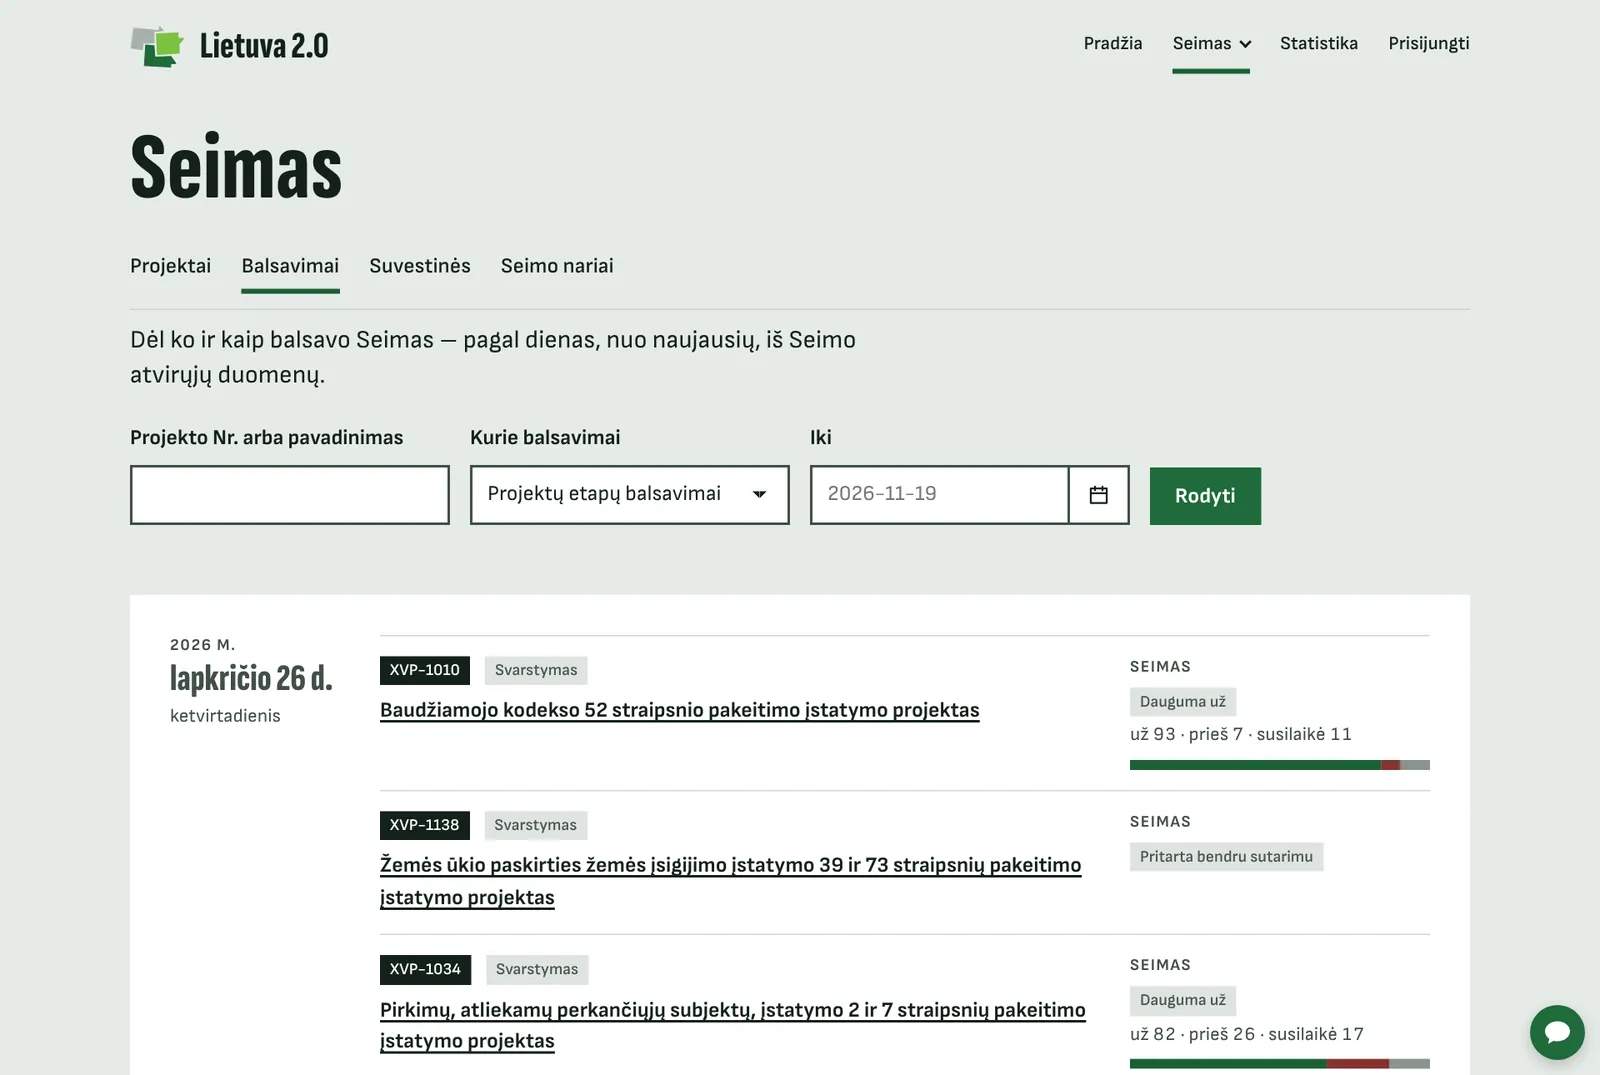 Lietuva 2.0
Pradžia
Seimas
Statistika
Prisijungti
Seimas
Projektai
Balsavimai
Suvestinės
Seimo nariai
Dėl ko ir kaip balsavo Seimas – pagal dienas, nuo naujausių, iš Seimo
atvirųjų duomenų.
Projekto Nr. arba pavadinimas
Kurie balsavimai
Projektų etapų balsavimai
Iki
2026-11-19
Rodyti
2026 M.
lapkričio 26 d.
ketvirtadienis
XVP-1010
Svarstymas
Baudžiamojo kodekso 52 straipsnio pakeitimo įstatymo projektas
SEIMAS
Dauguma už
už 93 · prieš 7 · susilaikė 11
XVP-1138
Svarstymas
Žemės ūkio paskirties žemės įsigijimo įstatymo 39 ir 73 straipsnių pakeitimo
įstatymo projektas
SEIMAS
Pritarta bendru sutarimu
XVP-1034
Svarstymas
Pirkimų, atliekamų perkančiųjų subjektų, įstatymo 2 ir 7 straipsnių pakeitimo
įstatymo projektas
SEIMAS
Dauguma už
už 82 · prieš 26 · susilaikė 17